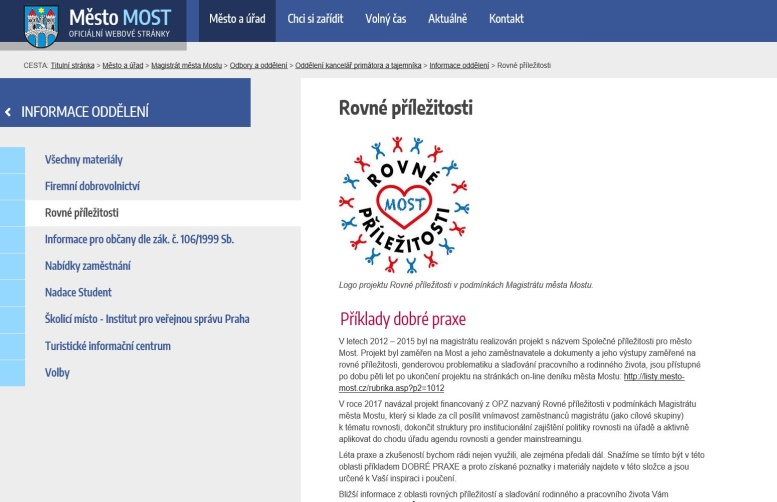 Město MOST
OFICIÁLNÍ WEBOVÉ STRÁNKY
Město a úřad
Chci si zařídit
Volný čas
Aktuálně
Kontakt
CESTA: Titulní stránka > Město a úřad > Magistrát města Mostu > Odbory a oddělení > Oddělení kancelář primátora a tajemníka > Informace oddělení > Rovné příležitosti
INFORMACE ODDĚLENÍ
Všechny materiály
Firemní dobrovolnictví
Rovné příležitosti
Informace pro občany dle zák. č. 106/1999 Sb.
Nabídky zaměstnání
Nadace Student
Školicí místo - Institut pro veřejnou správu Praha
Turistické informační centrum
Volby
Rovné příležitosti
ROVNÉ
MOST
PŘÍLEŽITOSTI
Logo projektu Rovné příležitosti v podmínkách Magistrátu města Mostu.
Příklady dobré praxe
V letech 2012 – 2015 byl na magistrátu realizován projekt s názvem Společné příležitosti pro město
Most. Projekt byl zaměřen na Most a jeho zaměstnavatele a dokumenty a jeho výstupy zaměřené na
rovné příležitosti, genderovou problematiku a slaďování pracovního a rodinného života, jsou přístupné
po dobu pěti let po ukončení projektu na stránkách on-line deníku města Mostu: http://listy.mesto-
most.cz/rubrika.asp?p2=1012
V roce 2017 navázal projekt financovaný z OPZ nazvaný Rovné příležitosti v podmínkách Magistrátu
města Mostu, který si klade za cíl posílit vnímavost zaměstnanců magistrátu (jako cílové skupiny)
k tématu rovnosti, dokončit struktury pro institucionální zajištění politiky rovnosti na úřadě a aktivně
aplikovat do chodu úřadu agendu rovnosti a gender mainstreamingu.
Léta praxe a zkušeností bychom rádi nejen využili, ale zejména předali dál. Snažíme se tímto být v této
oblasti příkladem DOBRÉ PRAXE a proto získané poznatky i materiály najdete v této složce a jsou
určené k Vaší inspiraci i poučení.
Bližší informace z oblasti rovných příležitostí a slaďování rodinného a pracovního života Vám